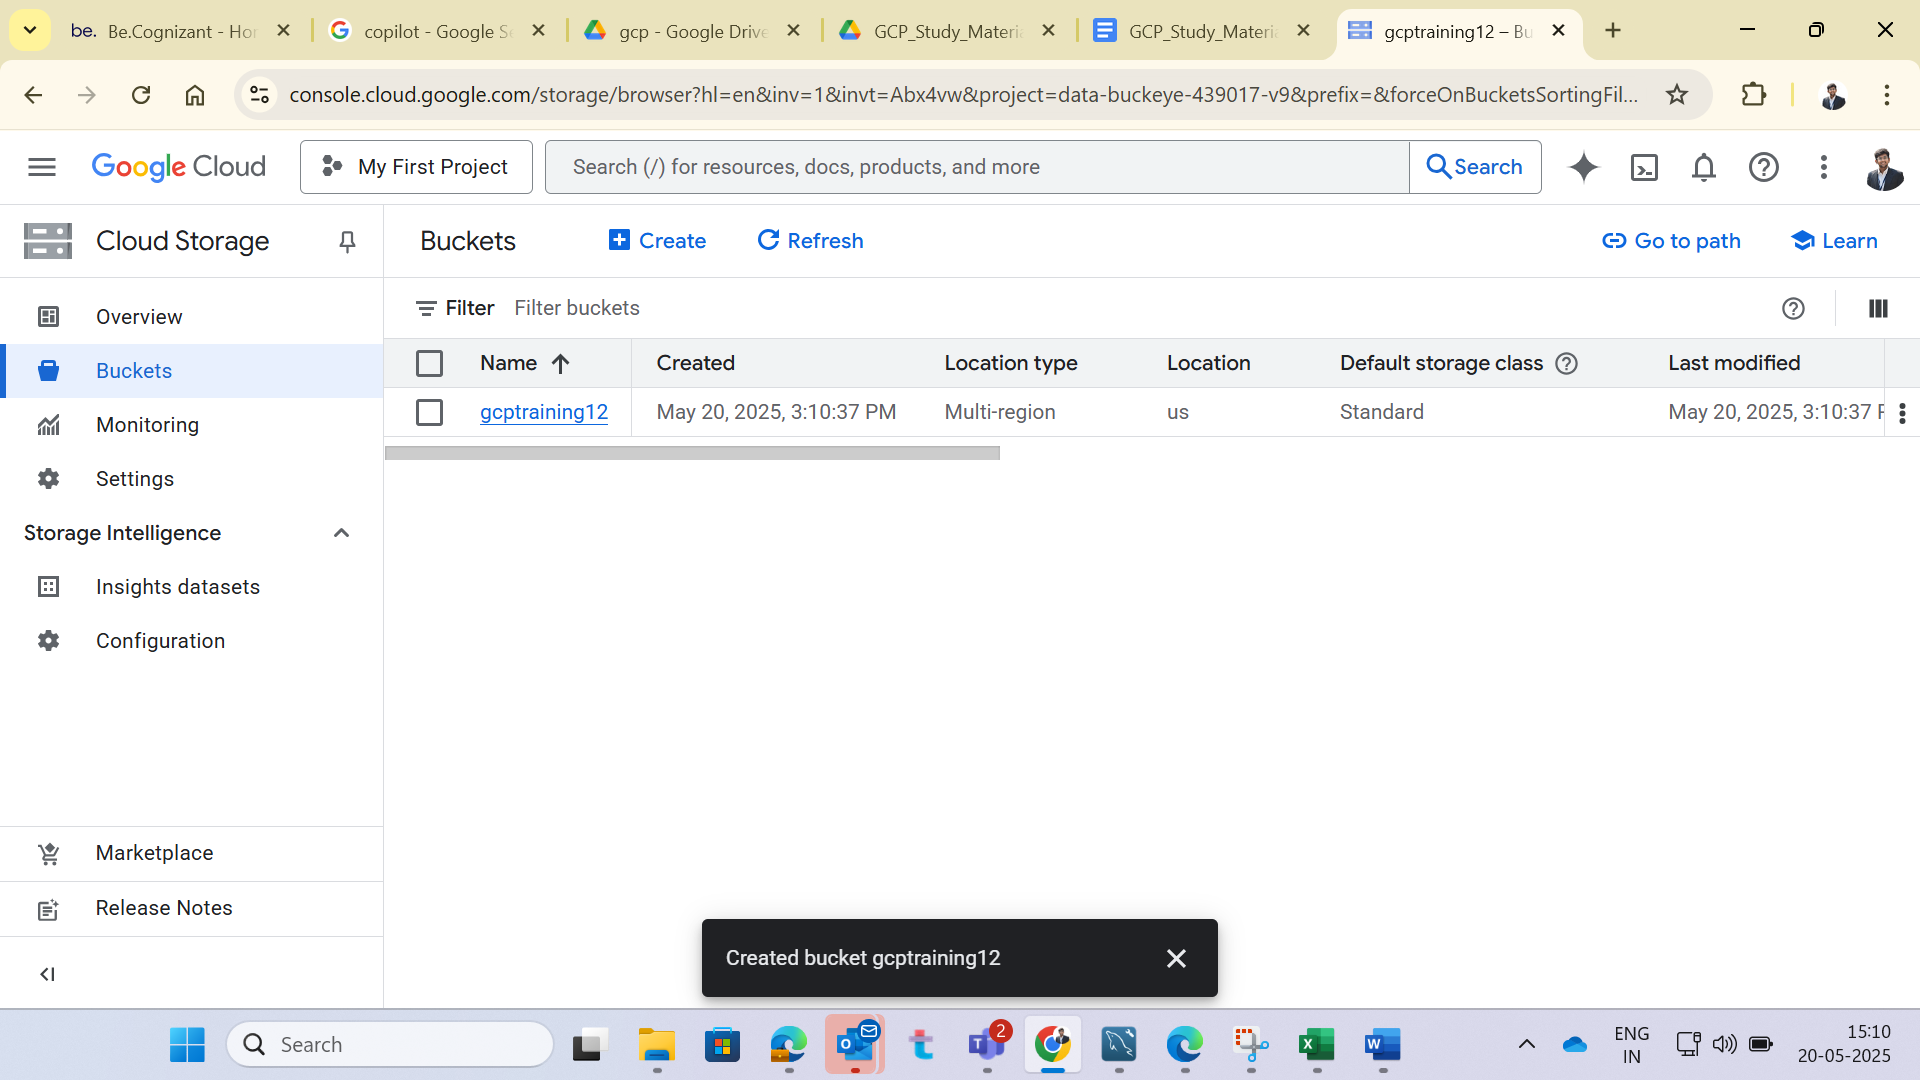 be. Be.Cognizant - Hor
copilot - Google Se
gcp - Google Drive
GCP_Study_Materia
GCP_Study_Materia
gcptraining12 – Bu
console.cloud.google.com/storage/browser?hl=en&inv=1&invt=Abx4vw&project=data-buckeye-439017-v9&prefix=&forceOnBucketsSortingFil...
Google Cloud
My First Project
Search (/) for resources, docs, products, and more
Search
Cloud Storage
Buckets
Create
Refresh
Go to path
Learn
Overview
Buckets
Monitoring
Settings
Storage Intelligence
Insights datasets
Configuration
Marketplace
Release Notes
Filter Filter buckets
Name Created Location type Location Default storage class Last modified
gcptraining12 May 20, 2025, 3:10:37 PM Multi-region us Standard May 20, 2025, 3:10:37 P
Created bucket gcptraining12
Search
2
ENG
IN
15:10
20-05-2025